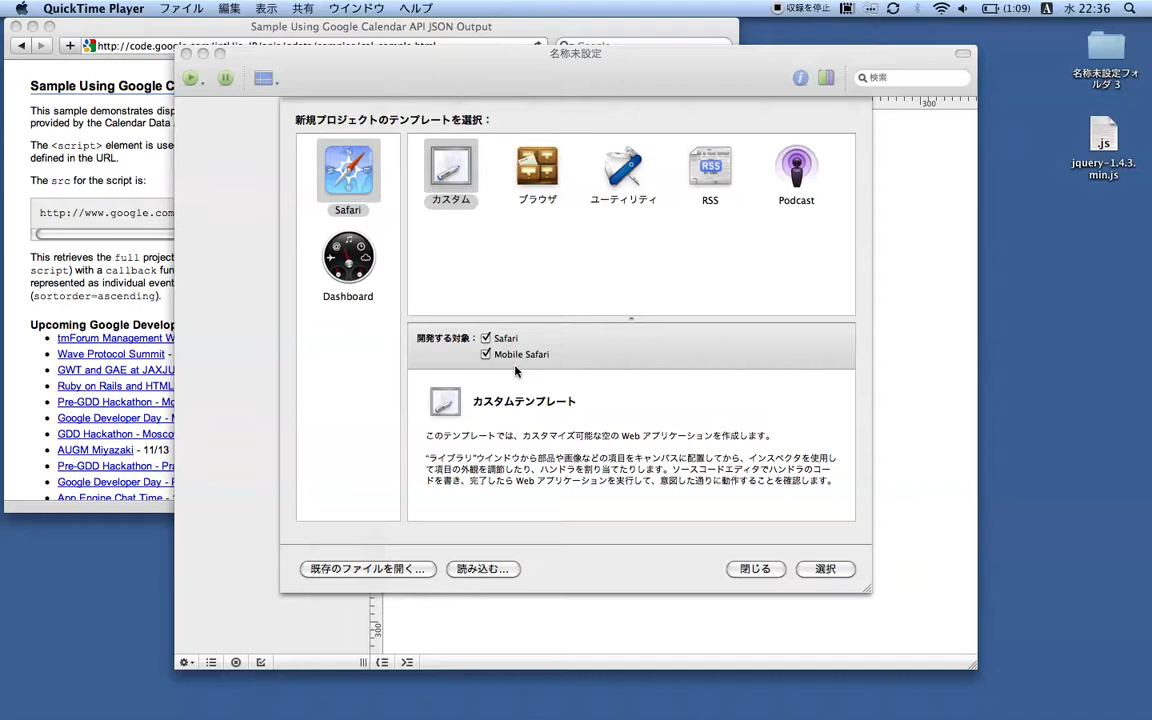 QuickTime Player ファイル 編集 表示 共有 ウインドウ ヘルプ 収録を停止 (1:09) A 水 22:36
Sample Using Google Calendar API JSON Output
名称未設定
検索
300
Sample Using Google C
This sample demonstrates disp
provided by the Calendar Data
The <script> element is use
defined in the URL.
The src for the script is:
http://www.google.com
This retrieves the full project
script) with a callback fun
represented as individual event
(sortorder=ascending).
Upcoming Google Develop
tmForum Management W
Wave Protocol Summit -
GWT and GAE at JAXJU
Ruby on Rails and HTML
Pre-GDD Hackathon - Mo
Google Developer Day -
GDD Hackathon - Mosco
AUGM Miyazaki - 11/13
Pre-GDD Hackathon - Pra
Google Developer Day -
App Engine Chat Time -
新規プロジェクトのテンプレートを選択：
Safari
Dashboard
カスタム ブラウザ ユーティリティ RSS Podcast
RSS
開発する対象： Safari
Mobile Safari
カスタムテンプレート
このテンプレートでは、カスタマイズ可能な空の Web アプリケーションを作成します。
“ライブラリ”ウインドウから部品や画像などの項目をキャンバスに配置してから、インスペクタを使用し
て項目の外観を調節したり、ハンドラを割り当てたりします。ソースコードエディタでハンドラのコー
ドを書き、完了したら Web アプリケーションを実行して、意図した通りに動作することを確認します。
既存のファイルを開く... 読み込む... 閉じる 選択
300
名称未設定フォ
ルダ 3
.js
jquery-1.4.3.
min.js